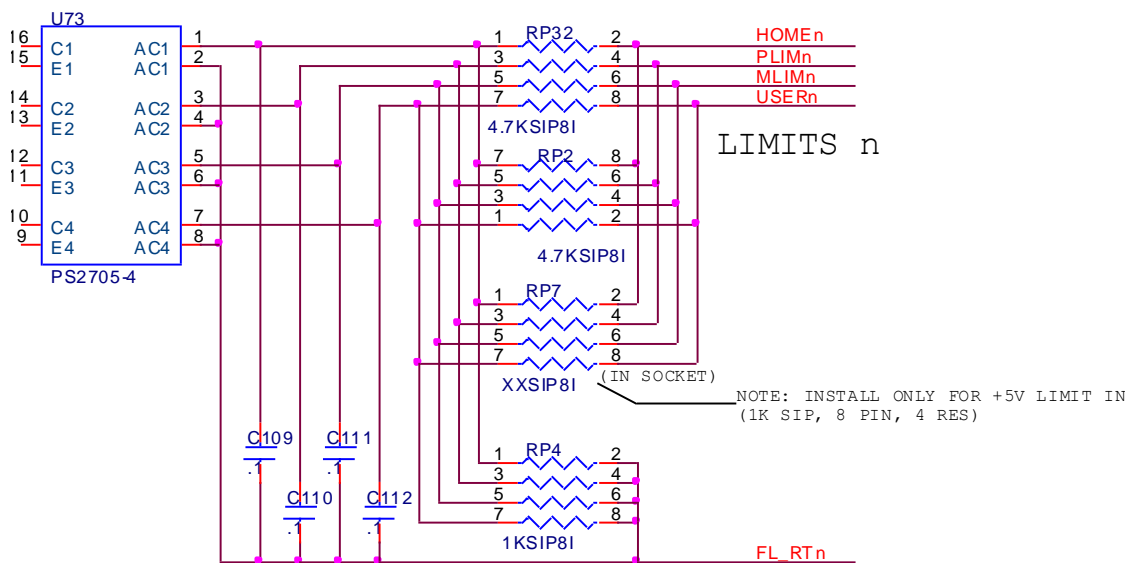 U73
16 C1 AC1 1
15 E1 AC1 2
14 C2 AC2 3
13 E2 AC2 4
12 C3 AC3 5
11 E3 AC3 6
10 C4 AC4 7
9 E4 AC4 8
PS2705-4
1 RP32 2 HOMEn
3 4 PLIMn
5 6 MLIMn
7 8 USERn
4.7KSIP8I
LIMITS n
7 RP2 8
5 6
3 4
1 2
4.7KSIP8I
1 RP7 2
3 4
5 6
7 8
XXSIP8I
(IN SOCKET)
NOTE: INSTALL ONLY FOR +5V LIMIT IN
(1K SIP, 8 PIN, 4 RES)
C109
.1
C111
.1
C110
.1
C112
.1
1 RP4 2
3 4
5 6
7 8
1KSIP8I
FL_RTn